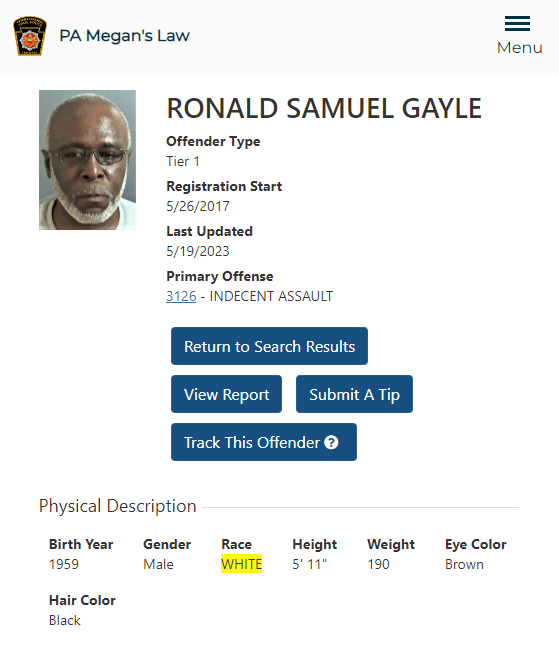 PA Megan's Law
Menu
RONALD SAMUEL GAYLE
Offender Type
Tier 1
Registration Start
5/26/2017
Last Updated
5/19/2023
Primary Offense
3126 - INDECENT ASSAULT
Return to Search Results
View Report
Submit A Tip
Track This Offender ?
Physical Description
Birth Year Gender Race Height Weight Eye Color
1959 Male WHITE 5' 11" 190 Brown
Hair Color
Black